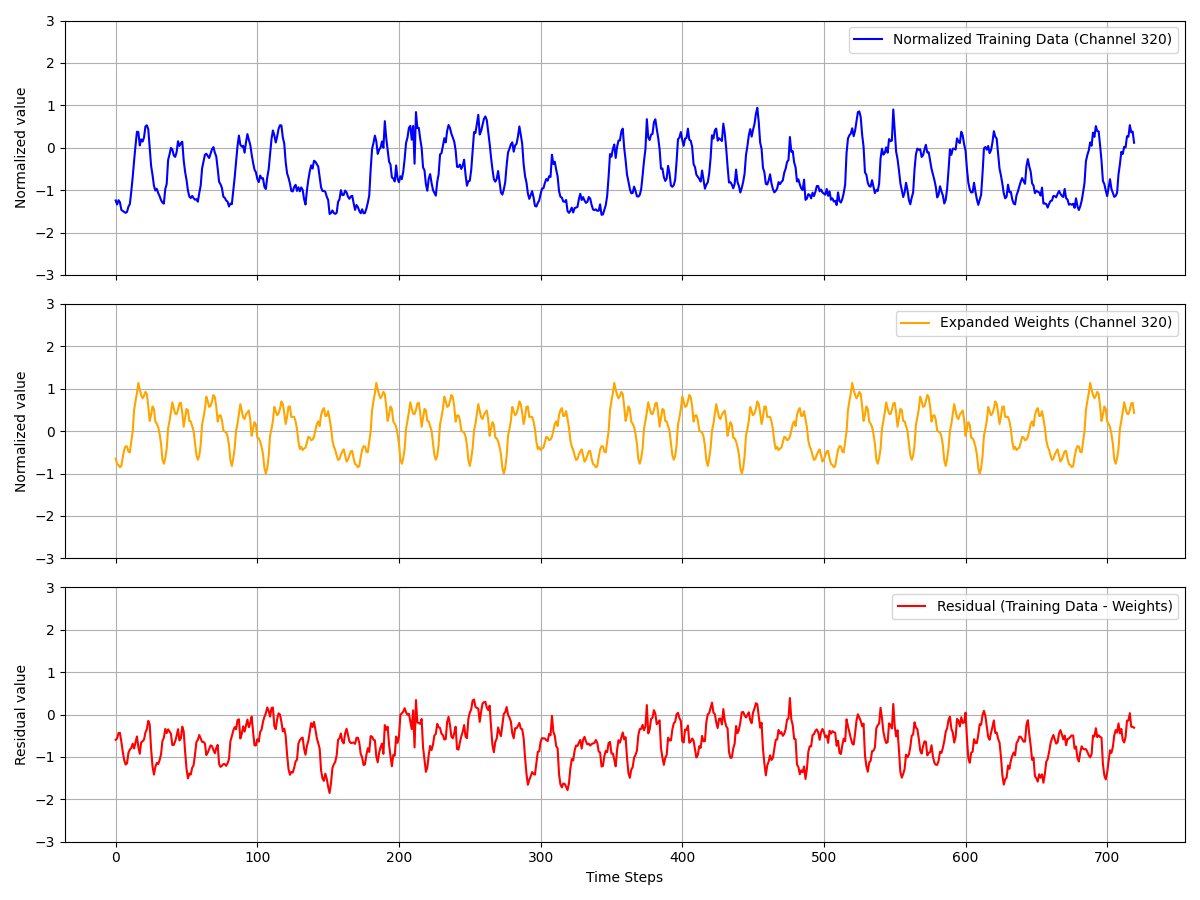 Normalized value
3
2
1
0
−1
−2
−3
Normalized Training Data (Channel 320)
Normalized value
3
2
1
0
−1
−2
−3
Expanded Weights (Channel 320)
Residual value
3
2
1
0
−1
−2
−3
Residual (Training Data - Weights)
0 100 200 300 400 500 600 700
Time Steps